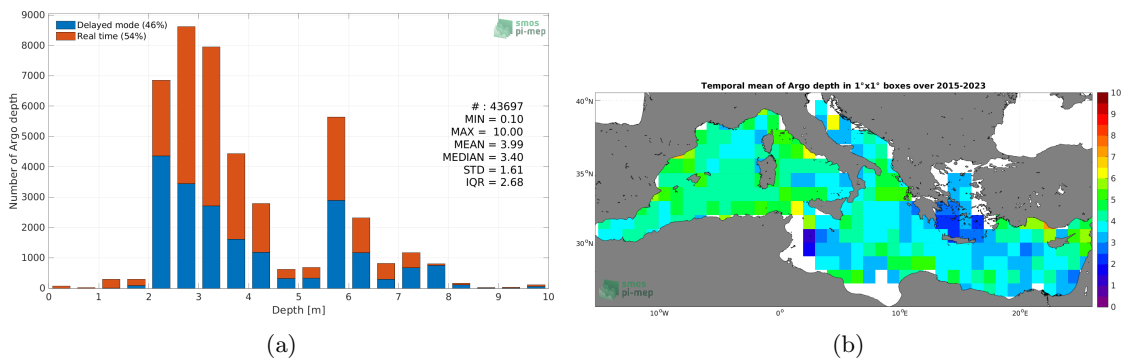 Delayed mode (46%)
Real time (54%)
smos
pi-mep
Number of Argo depth
9000
8000
7000
6000
5000
4000
3000
2000
1000
0
# : 43697
MIN = 0.10
MAX = 10.00
MEAN = 3.99
MEDIAN = 3.40
STD = 1.61
IQR = 2.68
0 1 2 3 4 5 6 7 8 9 10
Depth [m]
(a)
Temporal mean of Argo depth in 1°x1° boxes over 2015-2023
40°N
35°N
30°N
10°W 0° 10°E 20°E
smos
pi-mep
10
9
8
7
6
5
4
3
2
1
0
(b)